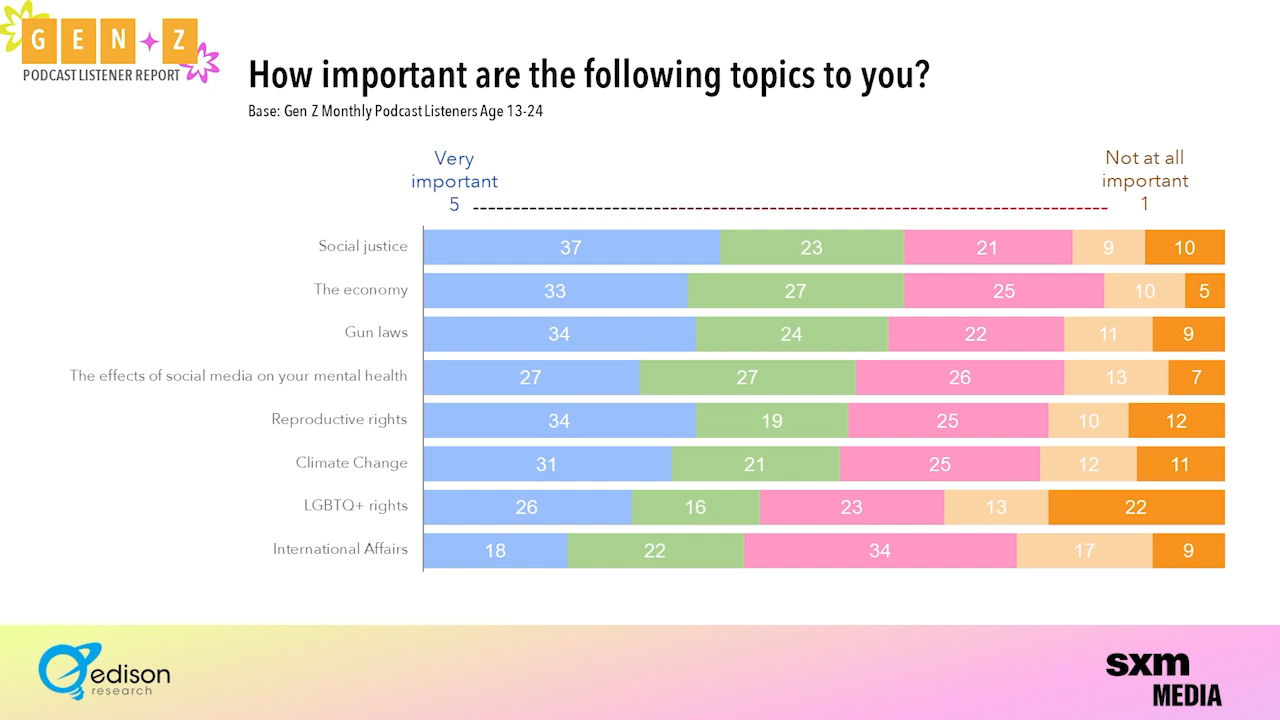 GEN Z
PODCAST LISTENER REPORT
How important are the following topics to you?
Base: Gen Z Monthly Podcast Listeners Age 13-24
Very
important
5
Not at all
important
1
Social justice 37 23 21 9 10
The economy 33 27 25 10 5
Gun laws 34 24 22 11 9
The effects of social media on your mental health 27 27 26 13 7
Reproductive rights 34 19 25 10 12
Climate Change 31 21 25 12 11
LGBTQ+ rights 26 16 23 13 22
International Affairs 18 22 34 17 9
edison
research
sxm
MEDIA